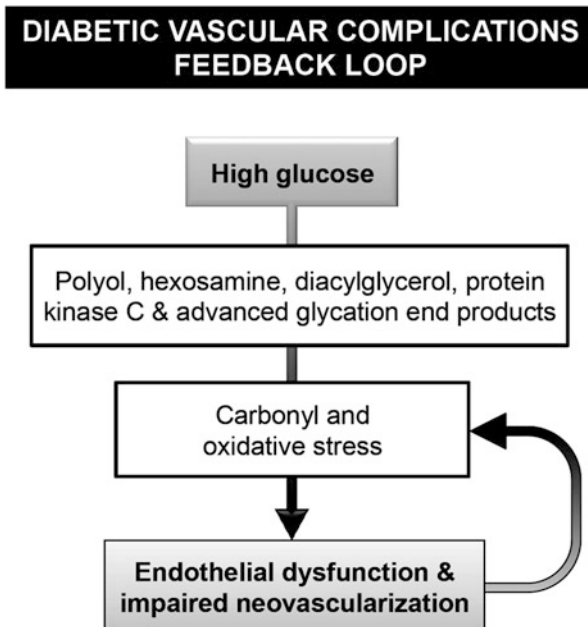 DIABETIC VASCULAR COMPLICATIONS
FEEDBACK LOOP
High glucose
Polyol, hexosamine, diacylglycerol, protein
kinase C & advanced glycation end products
Carbonyl and
oxidative stress
Endothelial dysfunction &
impaired neovascularization